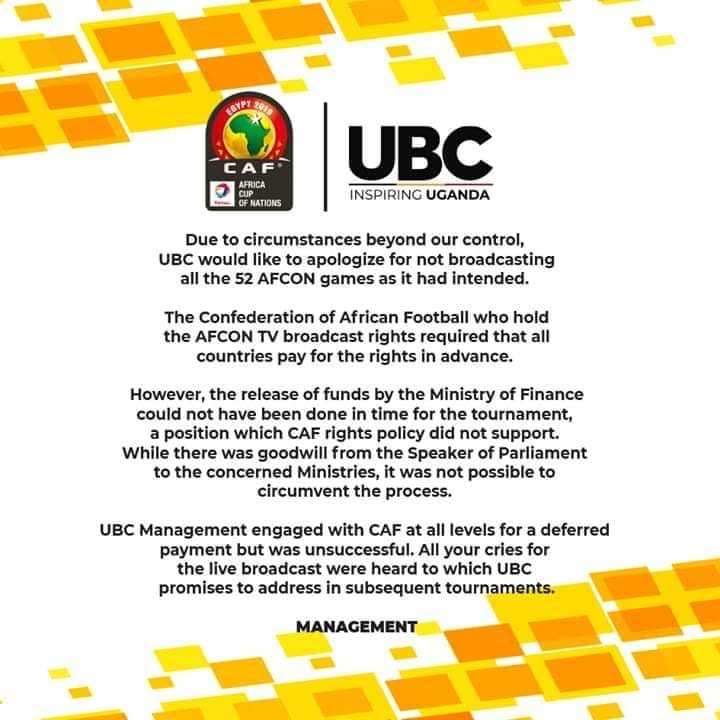 EGYPT 2019
CAF
TOTAL
AFRICA
CUP
OF NATIONS
UBC
INSPIRING UGANDA
Due to circumstances beyond our control,
UBC would like to apologize for not broadcasting
all the 52 AFCON games as it had intended.
The Confederation of African Football who hold
the AFCON TV broadcast rights required that all
countries pay for the rights in advance.
However, the release of funds by the Ministry of Finance
could not have been done in time for the tournament,
a position which CAF rights policy did not support.
While there was goodwill from the Speaker of Parliament
to the concerned Ministries, it was not possible to
circumvent the process.
UBC Management engaged with CAF at all levels for a deferred
payment but was unsuccessful. All your cries for
the live broadcast were heard to which UBC
promises to address in subsequent tournaments.
MANAGEMENT